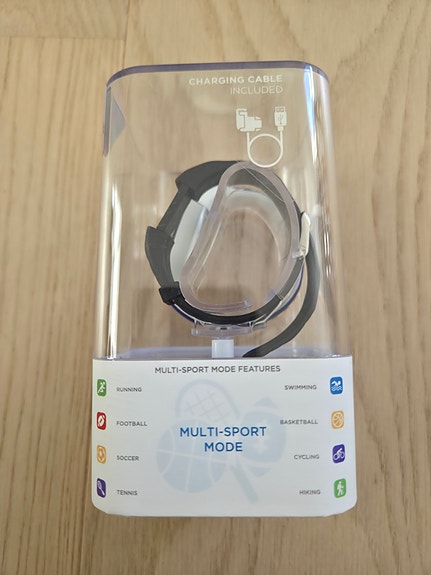 CHARGING CABLE
INCLUDED
MULTI-SPORT MODE FEATURES
RUNNING
SWIMMING
FOOTBALL
BASKETBALL
MULTI-SPORT
MODE
SOCCER
CYCLING
TENNIS
HIKING